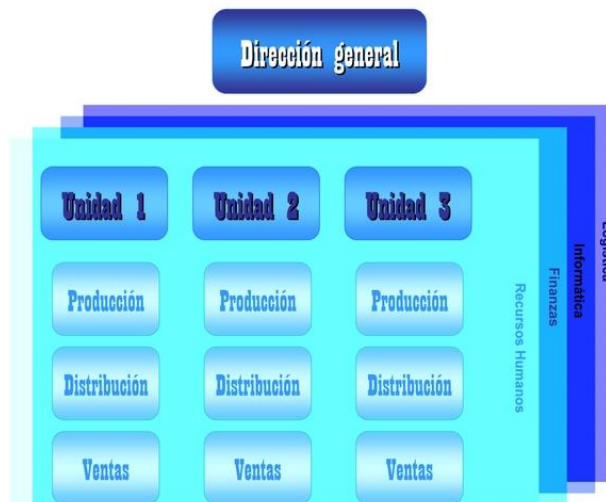 Dirección general
Unidad 1
Unidad 2
Unidad 3
Producción
Producción
Producción
Distribución
Distribución
Distribución
Ventas
Ventas
Ventas
Recursos Humanos
Finanzas
Informática
Logística